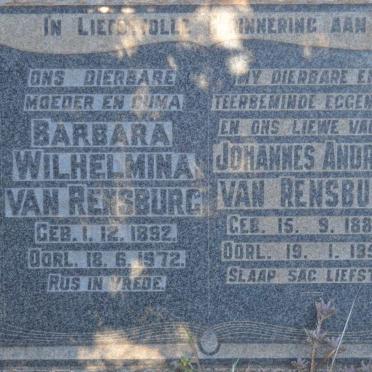 In Liefdevolle Herinnering aan
Ons Dierbare
Moeder en Ouma
Barbara
Wilhelmina
van Rensburg
Geb. 1. 12. 1892.
Oorl. 18. 6. 1972.
Rus in Vrede.
My Dierbare en
Teerbeminde Eggen
en ons Liewe Va
Johannes Andr
van Rensbu
Geb. 15. 9. 188
Oorl. 19. 1. 19
Slaap sag Liefst